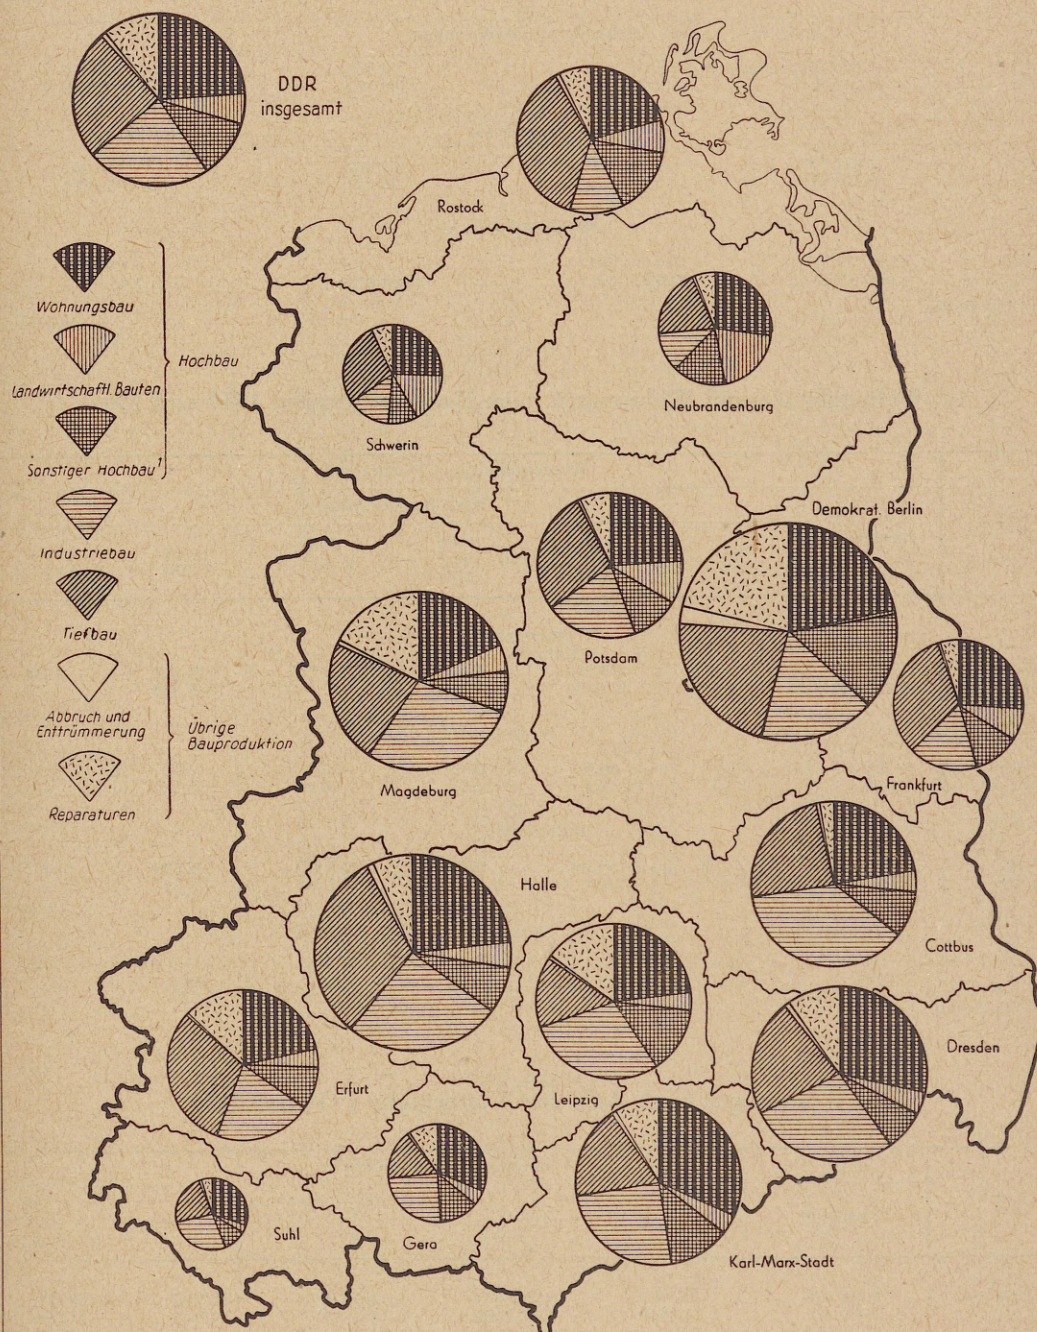 DDR
insgesamt
Rostock
Wohnungsbau
Landwirtschaftl. Bauten
Hochbau
Sonstiger Hochbau¹
Industriebau
Tiefbau
Abbruch und
Enttrümmerung
Übrige
Bauproduktion
Reparaturen
Schwerin
Neubrandenburg
Demokrat. Berlin
Potsdam
Magdeburg
Frankfurt
Halle
Cottbus
Dresden
Erfurt
Leipzig
Suhl
Gera
Karl-Marx-Stadt